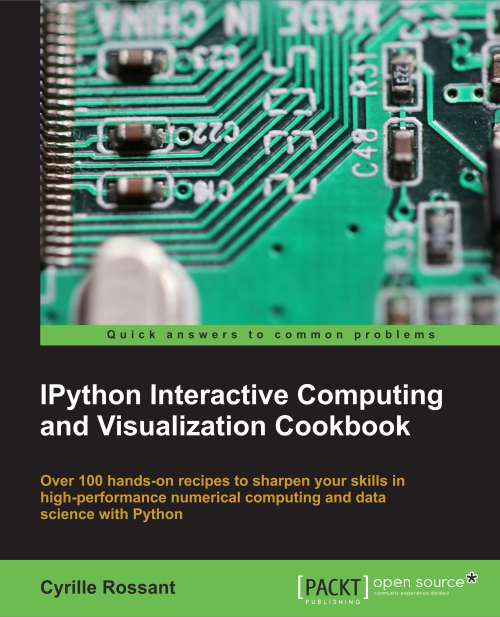 MADE IN CHINA
C23
C22
C18
R31
E22
C48
R35
Quick answers to common problems
IPython Interactive Computing
and Visualization Cookbook
Over 100 hands-on recipes to sharpen your skills in
high-performance numerical computing and data
science with Python
Cyrille Rossant
[PACKT]
PUBLISHING
open source*
community experience distilled